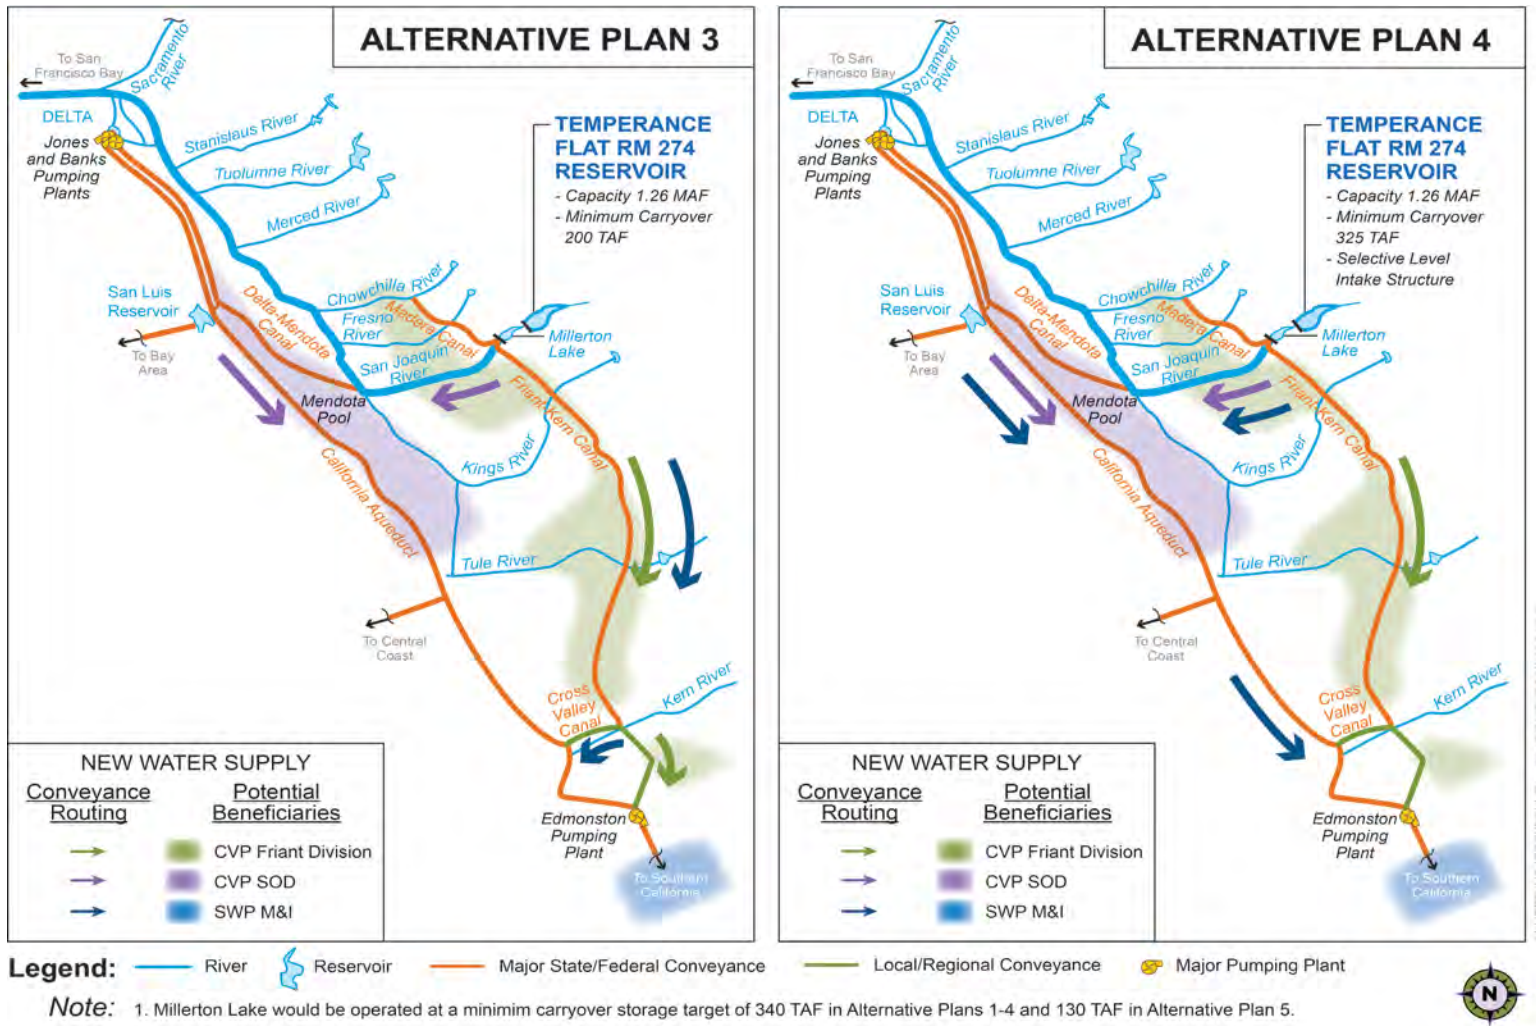 ALTERNATIVE PLAN 3
To San
Francisco Bay
Sacramento
River
DELTA
Jones
and Banks
Pumping
Plants
Stanislaus River
Tuolumne River
Merced River
TEMPERANCE
FLAT RM 274
RESERVOIR
- Capacity 1.26 MAF
- Minimum Carryover
200 TAF
San Luis
Reservoir
To Bay
Area
Delta-Mendota
Canal
Chowchilla River
Fresno
River
Madera Canal
San Joaquin
River
Millerton
Lake
Mendota
Pool
Friant-Kern Canal
Kings River
California Aqueduct
Tule River
To Central
Coast
Cross
Valley
Canal
Kern River
Edmonston
Pumping
Plant
To Southern
California
NEW WATER SUPPLY
Conveyance
Routing
Potential
Beneficiaries
CVP Friant Division
CVP SOD
SWP M&I
ALTERNATIVE PLAN 4
To San
Francisco Bay
Sacramento
River
DELTA
Jones
and Banks
Pumping
Plants
Stanislaus River
Tuolumne River
Merced River
TEMPERANCE
FLAT RM 274
RESERVOIR
- Capacity 1.26 MAF
- Minimum Carryover
325 TAF
- Selective Level
Intake Structure
San Luis
Reservoir
To Bay
Area
Delta-Mendota
Canal
Chowchilla River
Fresno
River
Madera Canal
San Joaquin
River
Millerton
Lake
Mendota
Pool
Friant-Kern Canal
Kings River
California Aqueduct
Tule River
To Central
Coast
Cross
Valley
Canal
Kern River
Edmonston
Pumping
Plant
To Southern
California
NEW WATER SUPPLY
Conveyance
Routing
Potential
Beneficiaries
CVP Friant Division
CVP SOD
SWP M&I
Legend:
River
Reservoir
Major State/Federal Conveyance
Local/Regional Conveyance
Major Pumping Plant
N
Note: 1. Millerton Lake would be operated at a minimim carryover storage target of 340 TAF in Alternative Plans 1-4 and 130 TAF in Alternative Plan 5.